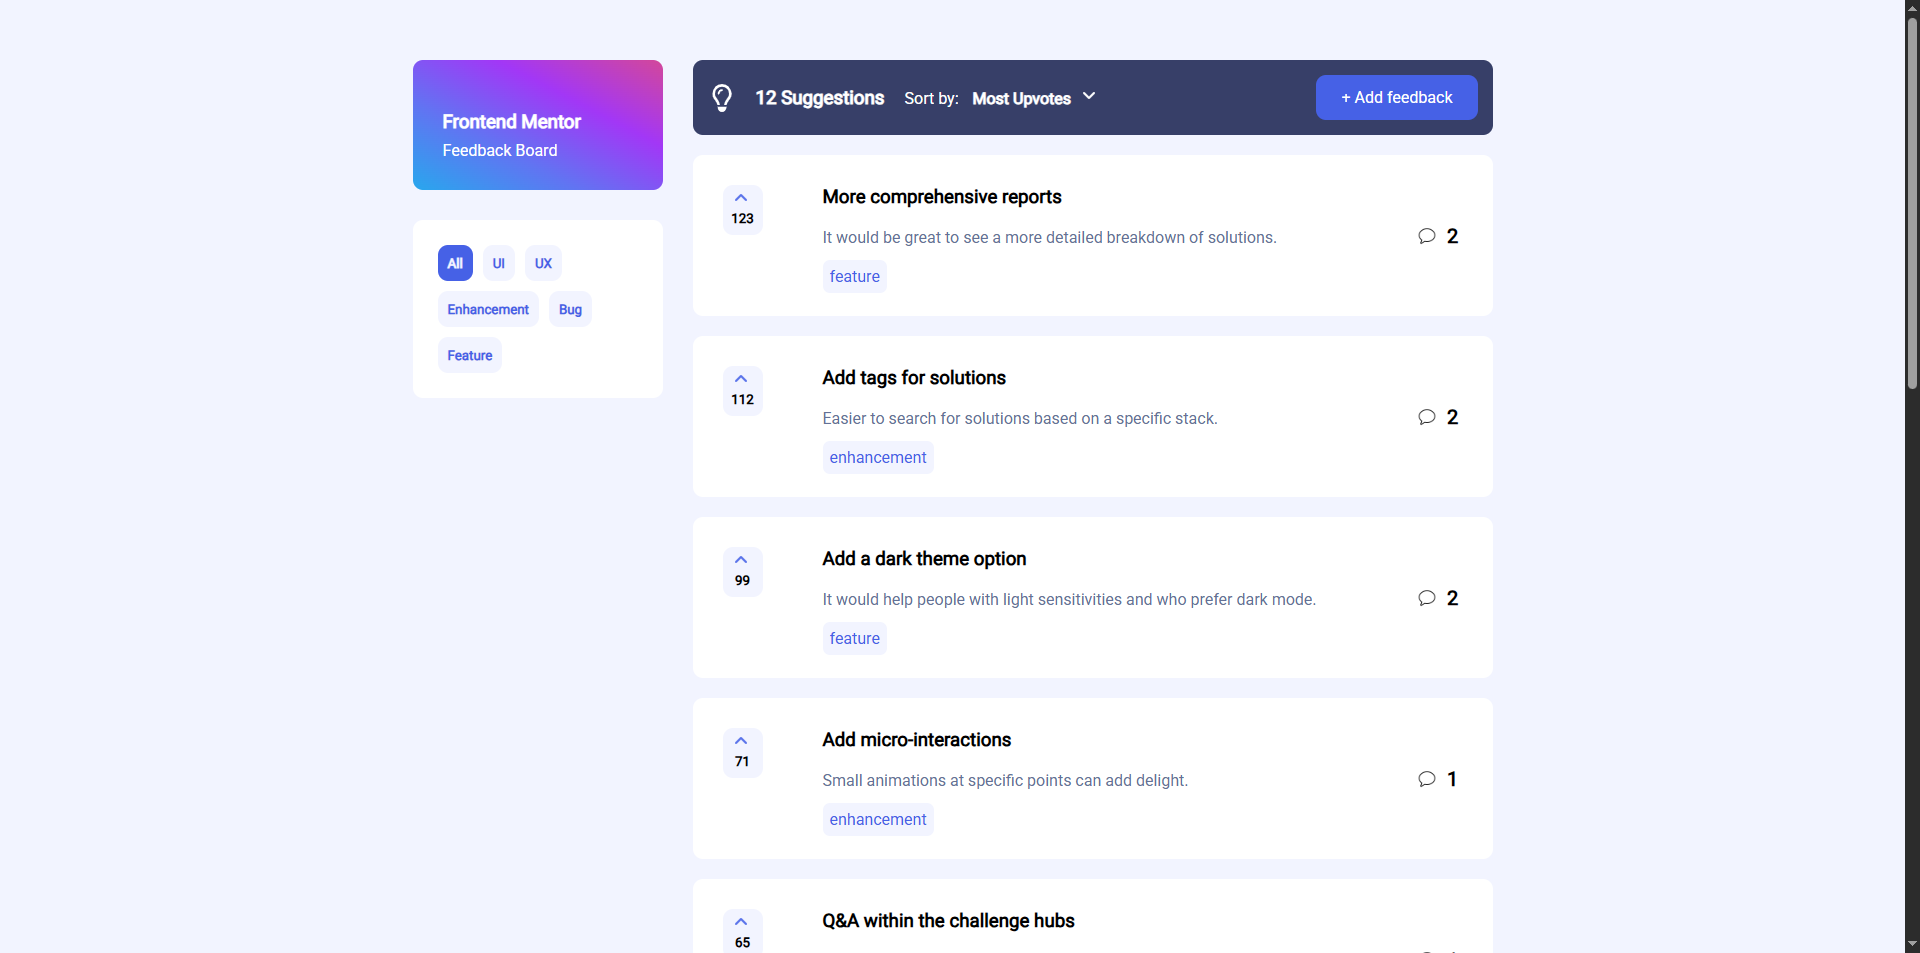 Frontend Mentor
Feedback Board
All UI UX
Enhancement Bug
Feature
12 Suggestions Sort by: Most Upvotes + Add feedback
123
More comprehensive reports
It would be great to see a more detailed breakdown of solutions.
feature
2
112
Add tags for solutions
Easier to search for solutions based on a specific stack.
enhancement
2
99
Add a dark theme option
It would help people with light sensitivities and who prefer dark mode.
feature
2
71
Add micro-interactions
Small animations at specific points can add delight.
enhancement
1
65
Q&A within the challenge hubs